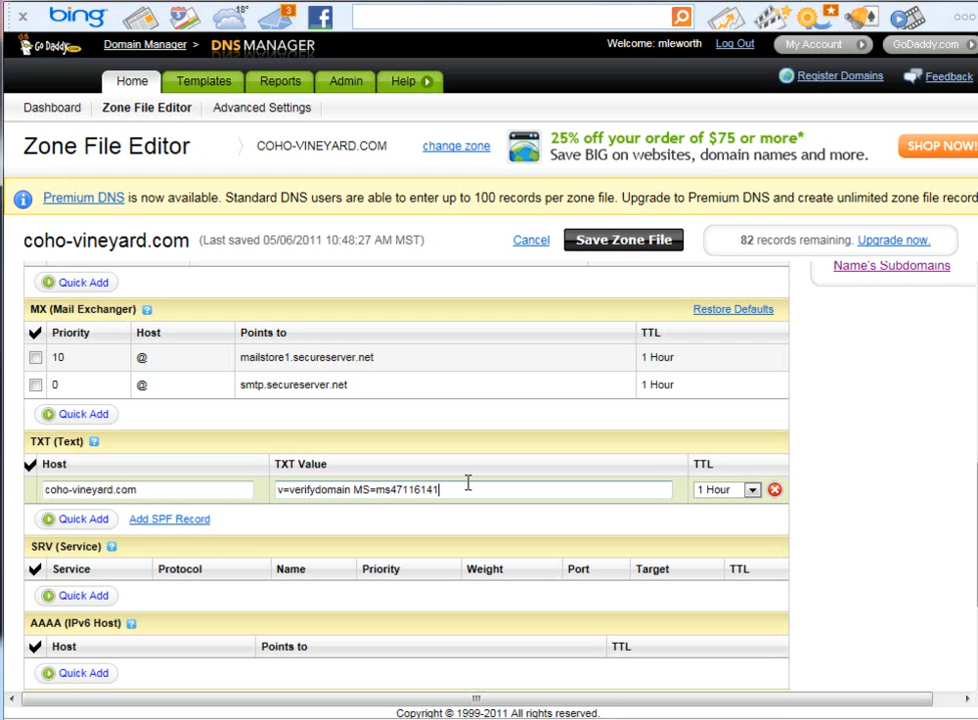 bing 18° 3
Go Daddy.com Domain Manager > DNS MANAGER Welcome: mleworth Log Out My Account GoDaddy.com
Home Templates Reports Admin Help Register Domains Feedback
Dashboard Zone File Editor Advanced Settings
Zone File Editor COHO-VINEYARD.COM change zone
25% off your order of $75 or more*
Save BIG on websites, domain names and more.
SHOP NOW!
Premium DNS is now available. Standard DNS users are able to enter up to 100 records per zone file. Upgrade to Premium DNS and create unlimited zone file record
coho-vineyard.com (Last saved 05/06/2011 10:48:27 AM MST) Cancel Save Zone File 82 records remaining. Upgrade now.
Name's Subdomains
Quick Add
MX (Mail Exchanger) ? Restore Defaults
Priority Host Points to TTL
10 @ mailstore1.secureserver.net 1 Hour
0 @ smtp.secureserver.net 1 Hour
Quick Add
TXT (Text) ?
Host TXT Value TTL
coho-vineyard.com v=verifydomain MS=ms47116141 1 Hour
Quick Add Add SPF Record
SRV (Service) ?
Service Protocol Name Priority Weight Port Target TTL
Quick Add
AAAA (IPv6 Host) ?
Host Points to TTL
Quick Add
Copyright © 1999-2011 All rights reserved.